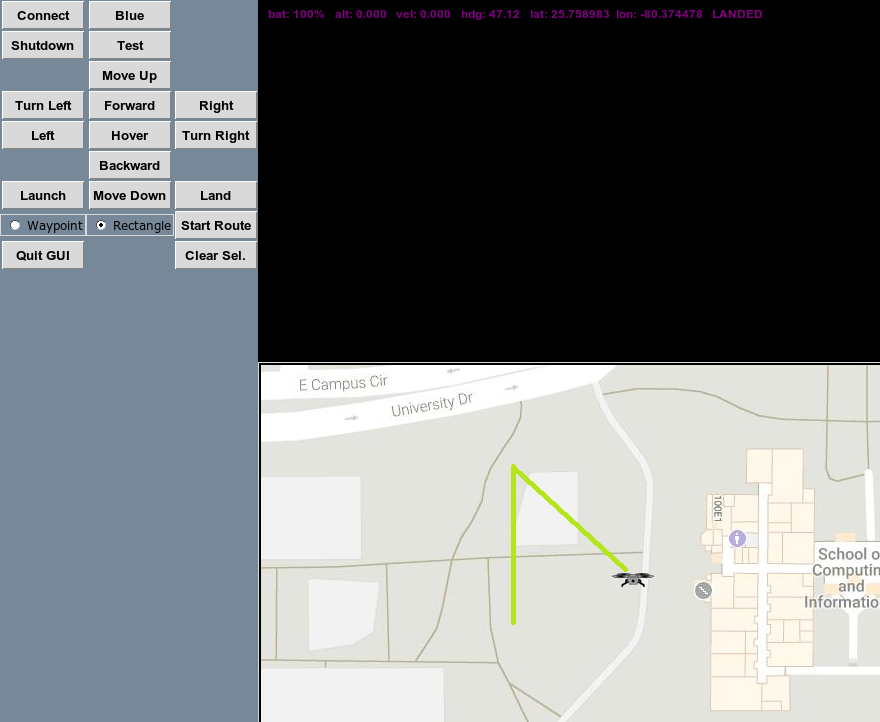 Connect Blue
Shutdown Test
Move Up
Turn Left Forward Right
Left Hover Turn Right
Backward
Launch Move Down Land
Waypoint Rectangle Start Route
Quit GUI Clear Sel.
bat: 100% alt: 0.000 vel: 0.000 hdg: 47.12 lat: 25.758983 lon: -80.374478 LANDED
E Campus Cir
University Dr
100E1
School o
Computin
and
Informatio